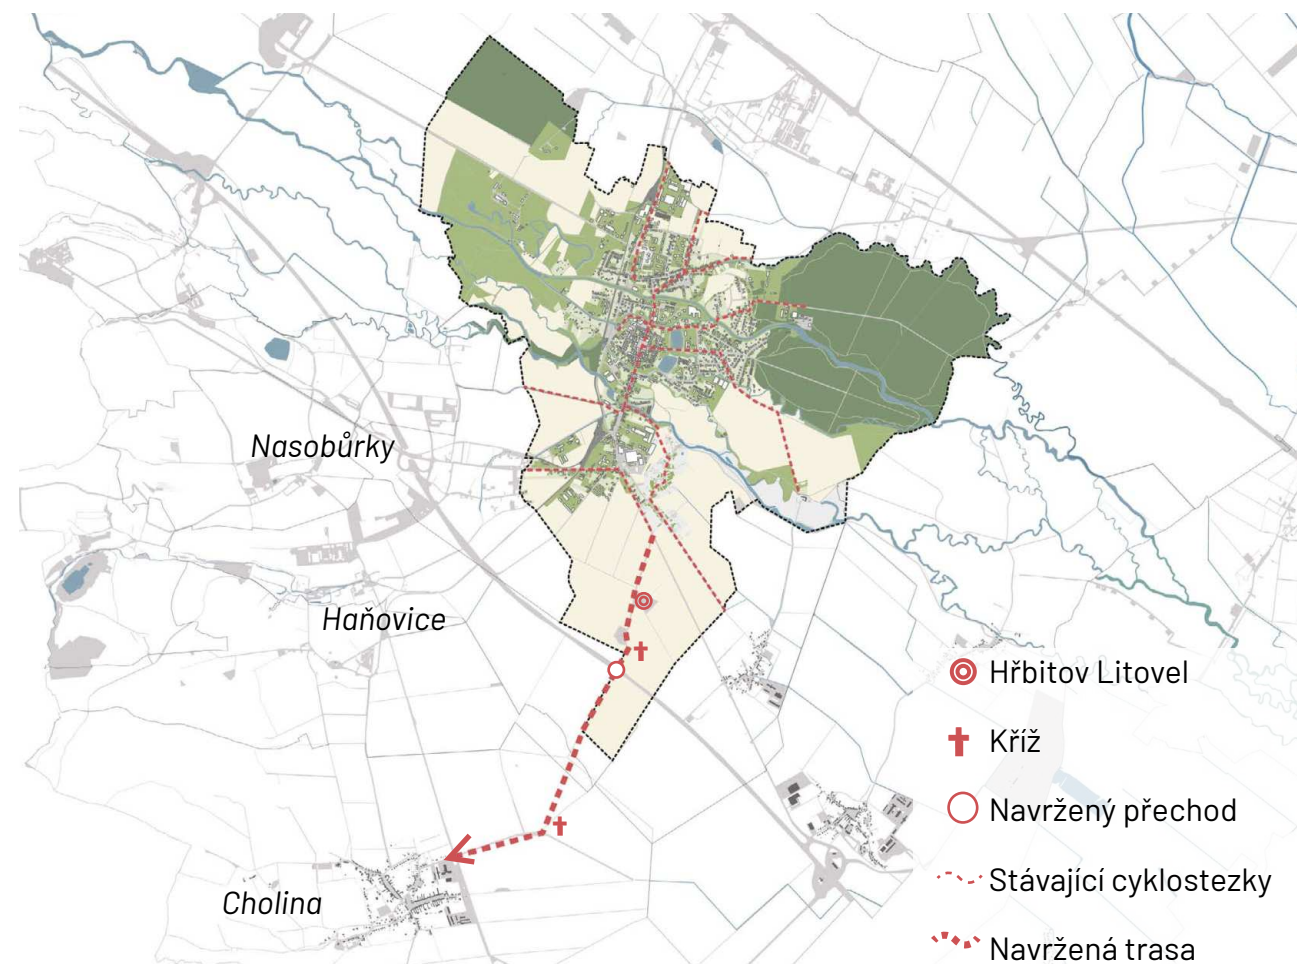 Nasobůrky
Haňovice
Cholina
Hřbitov Litovel
Kříž
Navržený přechod
Stávající cyklostezky
Navržená trasa